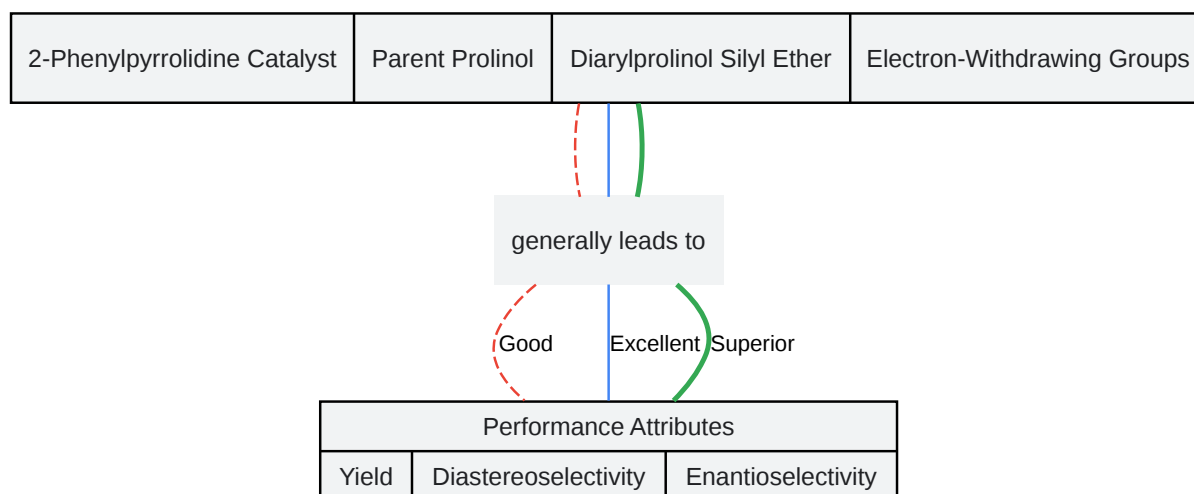 2-Phenylpyrrolidine Catalyst Parent Prolinol Diarylprolinol Silyl Ether Electron-Withdrawing Groups
generally leads to
Good Excellent Superior
Performance Attributes
Yield Diastereoselectivity Enantioselectivity